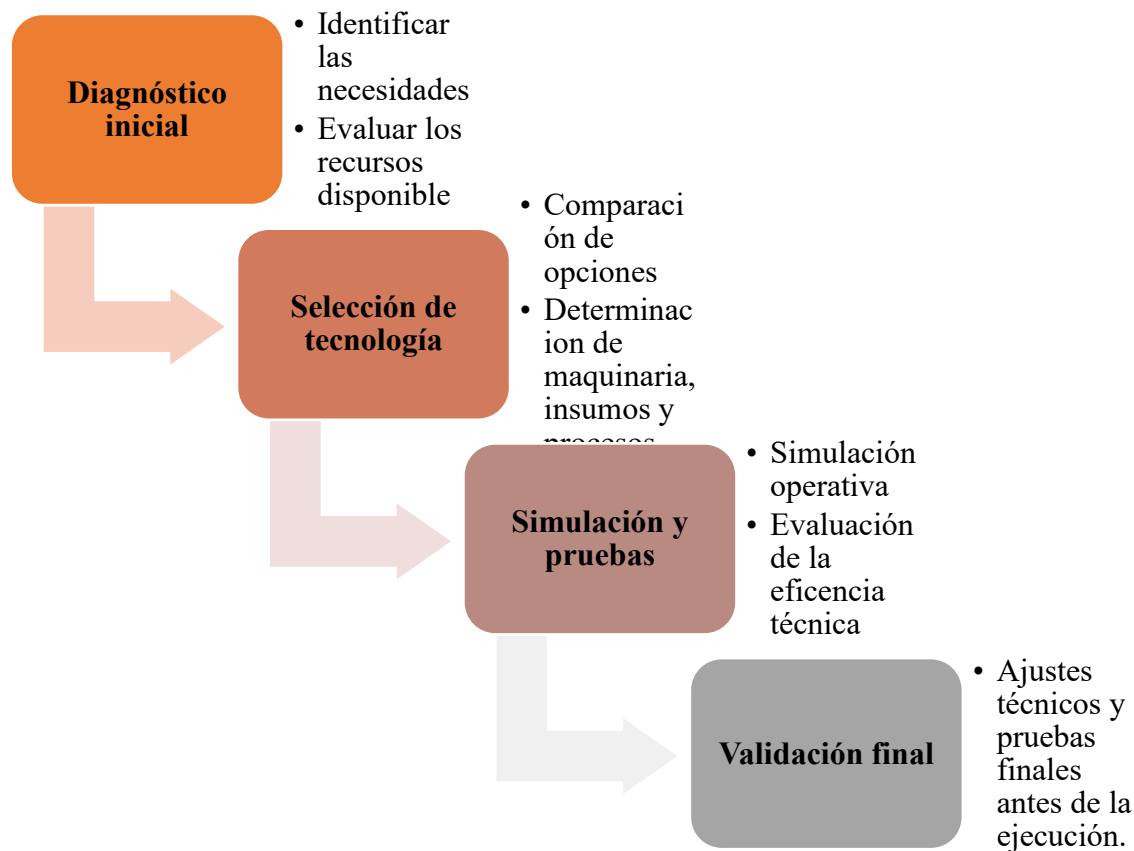 Diagnóstico
inicial
• Identificar
las
necesidades
• Evaluar los
recursos
disponible
Selección de
tecnología
• Comparaci
ón de
opciones
• Determinac
ion de
maquinaria,
insumos y
Simulación y
pruebas
• Simulación
operativa
• Evaluación
de la
eficencia
técnica
Validación final
• Ajustes
técnicos y
pruebas
finales
antes de la
ejecución.